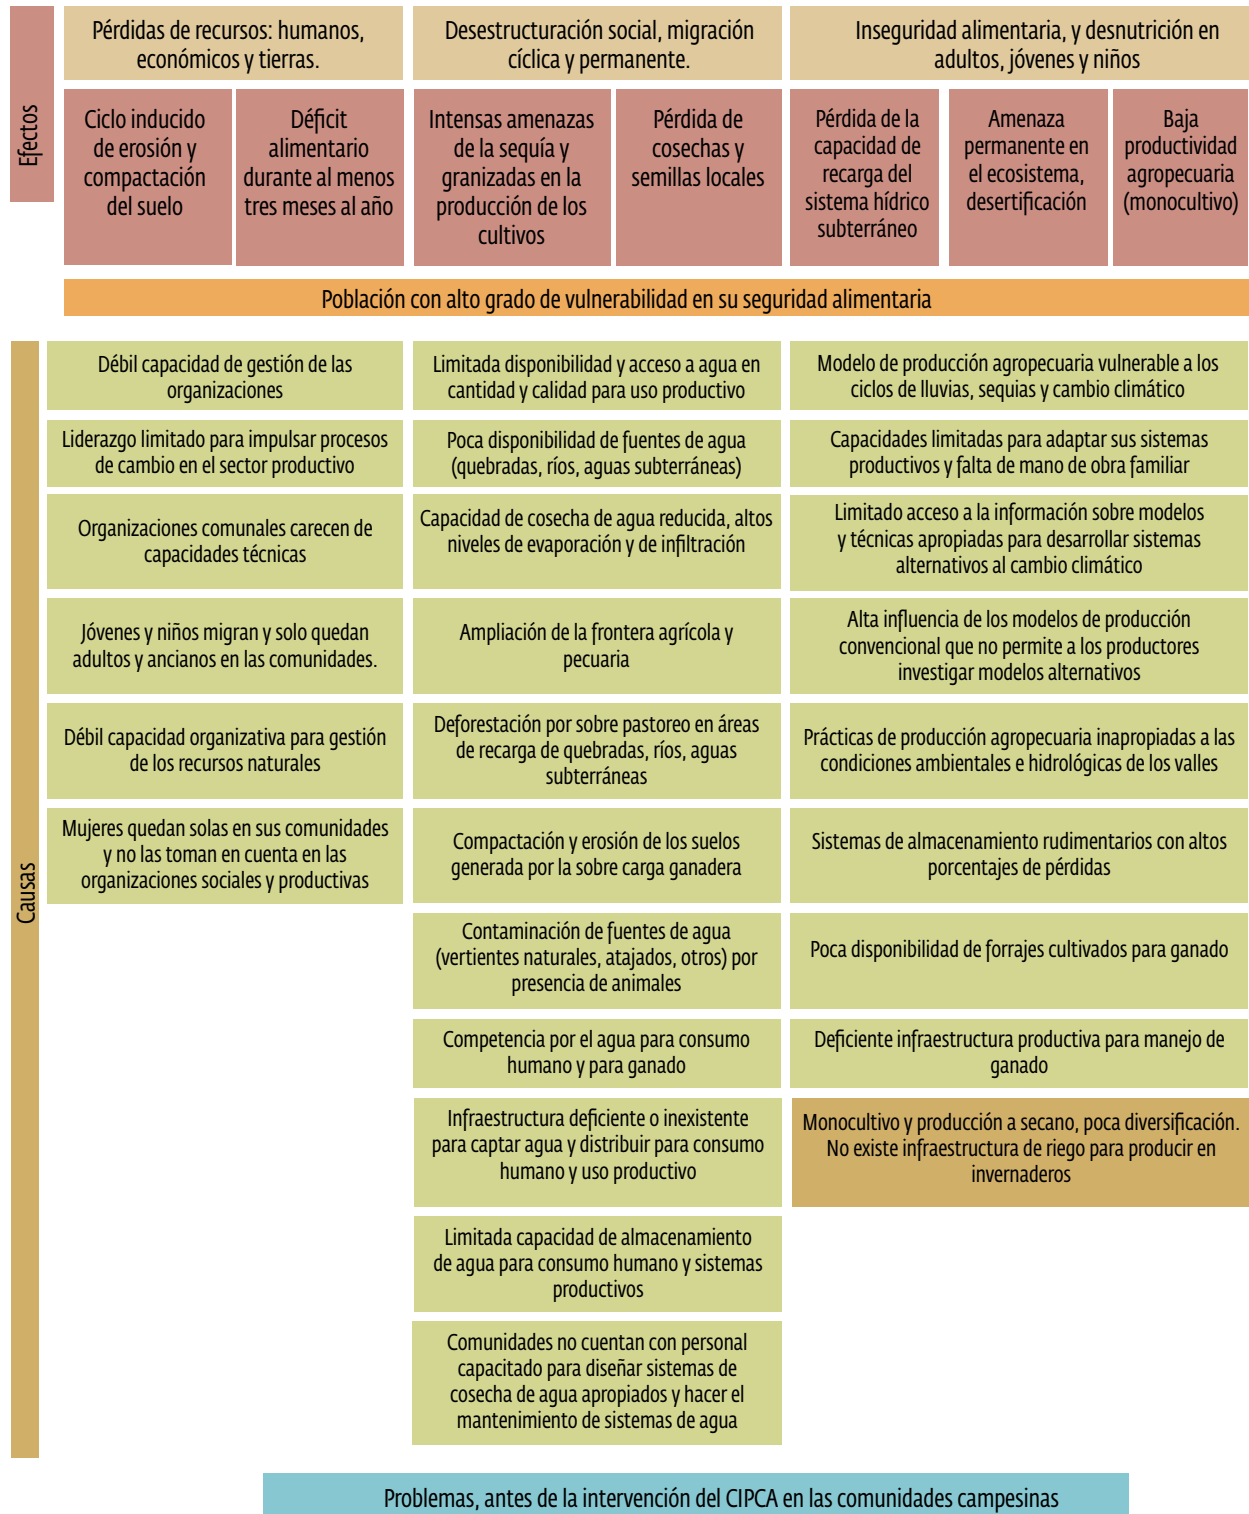 Efectos
Pérdidas de recursos: humanos,
económicos y tierras.
Desestructuración social, migración
cíclica y permanente.
Inseguridad alimentaria, y desnutrición en
adultos, jóvenes y niños
Ciclo inducido
de erosión y
compactación
del suelo
Déficit
alimentario
durante al menos
tres meses al año
Intensas amenazas
de la sequía y
granizadas en la
producción de los
cultivos
Pérdida de
cosechas y
semillas locales
Pérdida de la
capacidad de
recarga del
sistema hídrico
subterráneo
Amenaza
permanente en
el ecosistema,
desertificación
Baja
productividad
agropecuaria
(monocultivo)
Población con alto grado de vulnerabilidad en su seguridad alimentaria
Causas
Débil capacidad de gestión de las
organizaciones
Liderazgo limitado para impulsar procesos
de cambio en el sector productivo
Organizaciones comunales carecen de
capacidades técnicas
Jóvenes y niños migran y solo quedan
adultos y ancianos en las comunidades.
Débil capacidad organizativa para gestión
de los recursos naturales
Mujeres quedan solas en sus comunidades
y no las toman en cuenta en las
organizaciones sociales y productivas
Limitada disponibilidad y acceso a agua en
cantidad y calidad para uso productivo
Poca disponibilidad de fuentes de agua
(quebradas, ríos, aguas subterráneas)
Capacidad de cosecha de agua reducida, altos
niveles de evaporación y de infiltración
Ampliación de la frontera agrícola y
pecuaria
Deforestación por sobre pastoreo en áreas
de recarga de quebradas, ríos, aguas
subterráneas
Compactación y erosión de los suelos
generada por la sobre carga ganadera
Contaminación de fuentes de agua
(vertientes naturales, atajados, otros) por
presencia de animales
Competencia por el agua para consumo
humano y para ganado
Infraestructura deficiente o inexistente
para captar agua y distribuir para consumo
humano y uso productivo
Limitada capacidad de almacenamiento
de agua para consumo humano y sistemas
productivos
Comunidades no cuentan con personal
capacitado para diseñar sistemas de
cosecha de agua apropiados y hacer el
mantenimiento de sistemas de agua
Modelo de producción agropecuaria vulnerable a los
ciclos de lluvias, sequias y cambio climático
Capacidades limitadas para adaptar sus sistemas
productivos y falta de mano de obra familiar
Limitado acceso a la información sobre modelos
y técnicas apropiadas para desarrollar sistemas
alternativos al cambio climático
Alta influencia de los modelos de producción
convencional que no permite a los productores
investigar modelos alternativos
Prácticas de producción agropecuaria inapropiadas a las
condiciones ambientales e hidrológicas de los valles
Sistemas de almacenamiento rudimentarios con altos
porcentajes de pérdidas
Poca disponibilidad de forrajes cultivados para ganado
Deficiente infraestructura productiva para manejo de
ganado
Monocultivo y producción a secano, poca diversificación.
No existe infraestructura de riego para producir en
invernaderos
Problemas, antes de la intervención del CIPCA en las comunidades campesinas